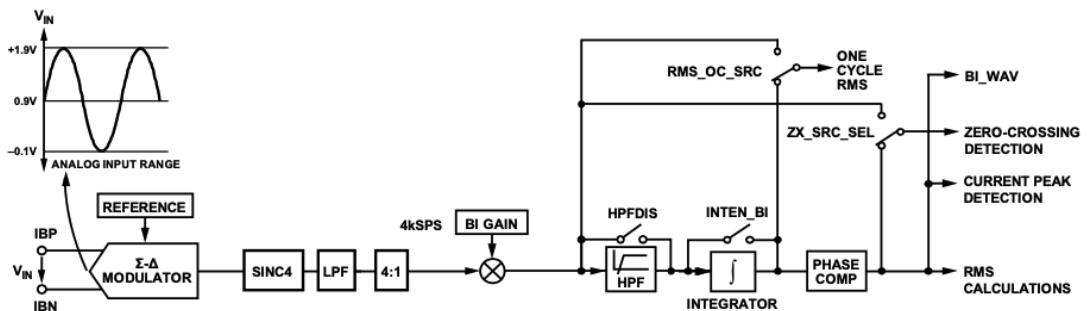 V_IN
+1.9V
0.9V
–0.1V
ANALOG INPUT RANGE
REFERENCE
IBP
V_IN
IBN
Σ-Δ
MODULATOR
SINC4
LPF
4:1
4kSPS
BI GAIN
HPFDIS
HPF
INTEN_BI
∫
INTEGRATOR
RMS_OC_SRC
ONE
CYCLE
RMS
ZX_SRC_SEL
PHASE
COMP
BI_WAV
ZERO-CROSSING
DETECTION
CURRENT PEAK
DETECTION
RMS
CALCULATIONS